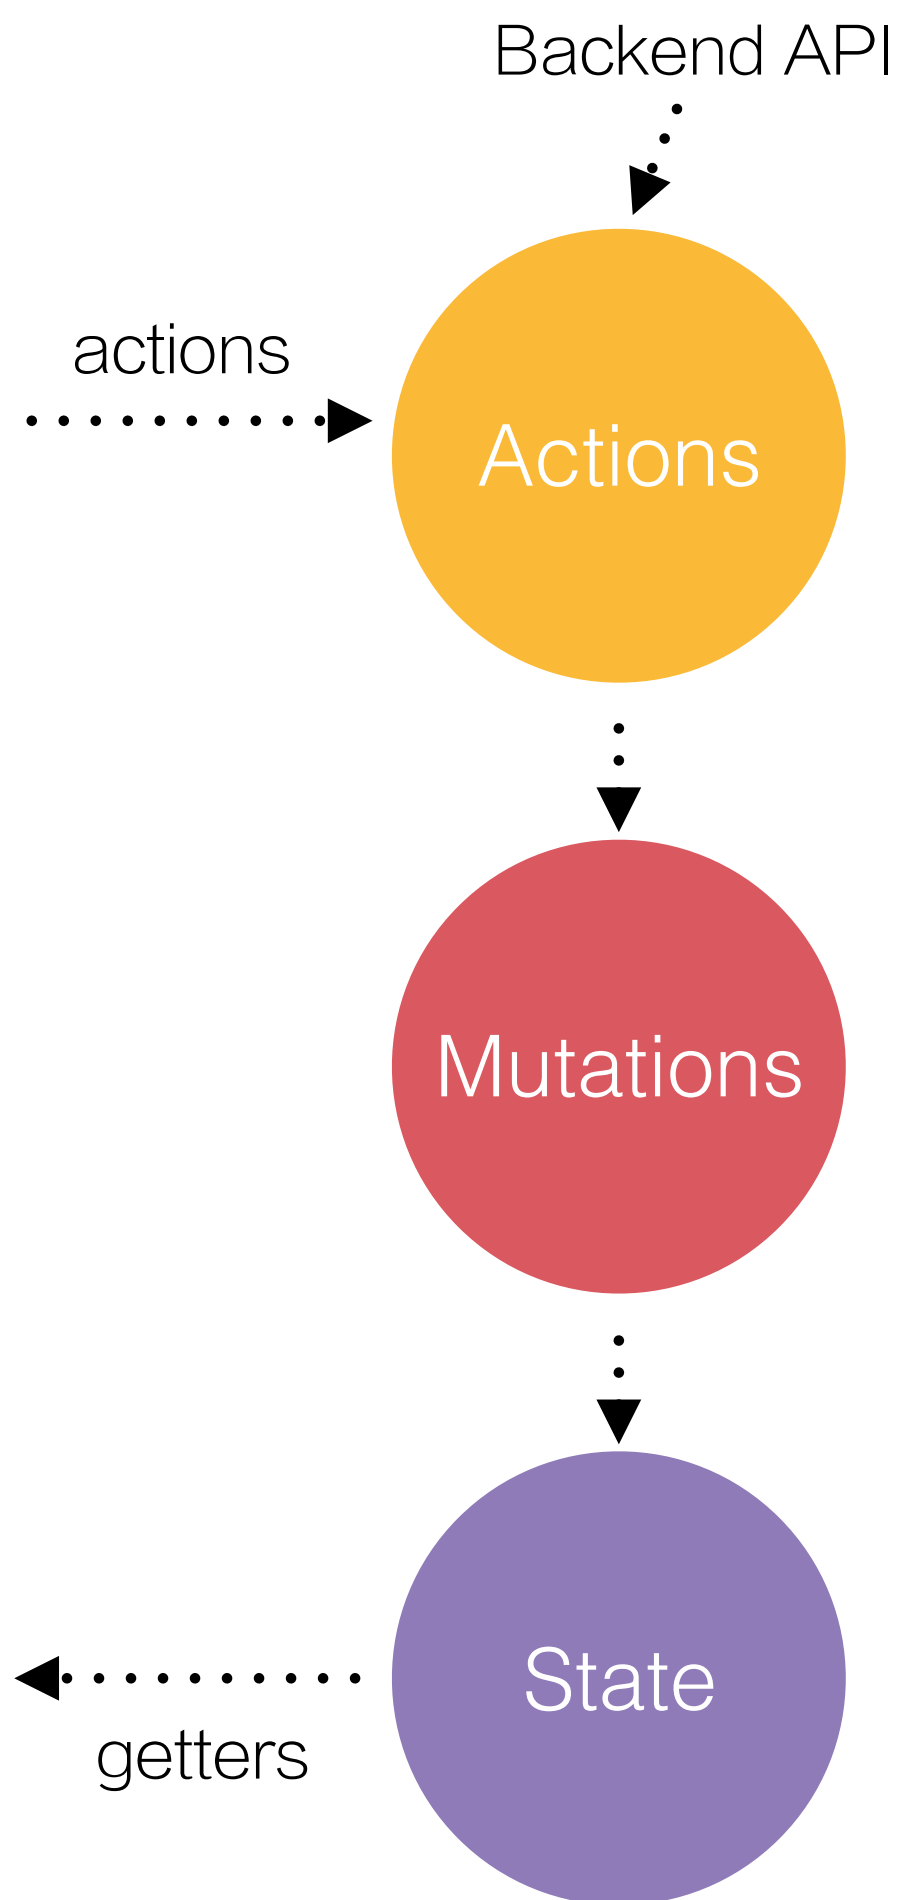 Backend API
actions
Actions
Mutations
State
getters